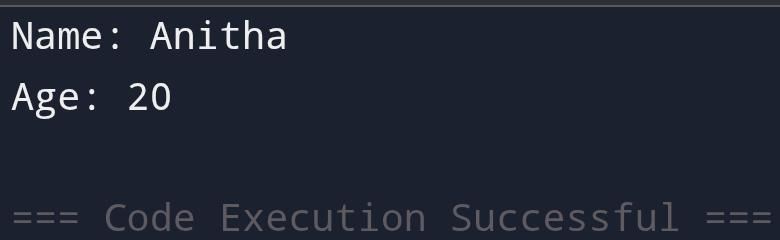 Name: Anitha
Age: 20
=== Code Execution Successful ===